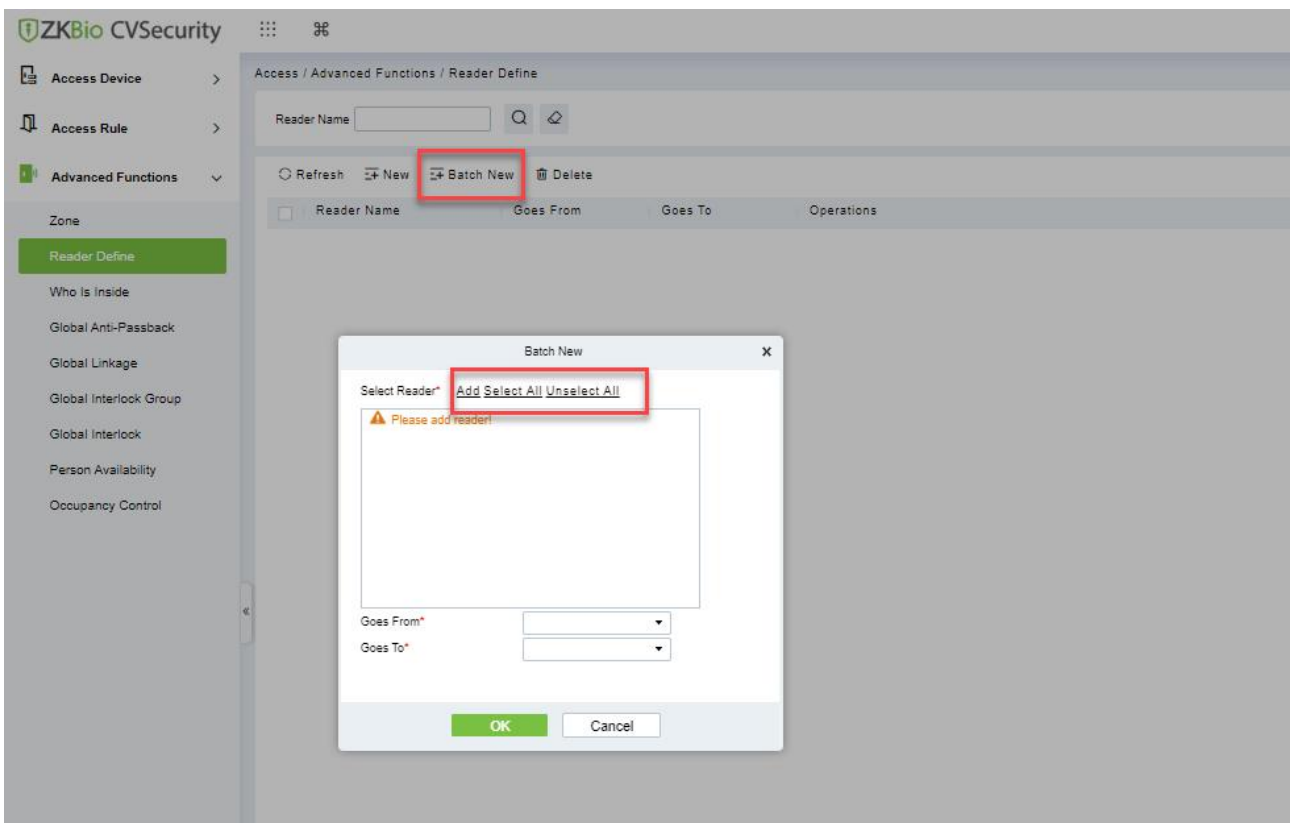 ZKBio CVSecurity
Access Device
Access Rule
Advanced Functions
Zone
Reader Define
Who Is Inside
Global Anti-Passback
Global Linkage
Global Interlock Group
Global Interlock
Person Availability
Occupancy Control
Access / Advanced Functions / Reader Define
Reader Name
Refresh New Batch New Delete
Reader Name Goes From Goes To Operations
Batch New x
Select Reader* Add Select All Unselect All
Please add reader!
Goes From*
Goes To*
OK Cancel